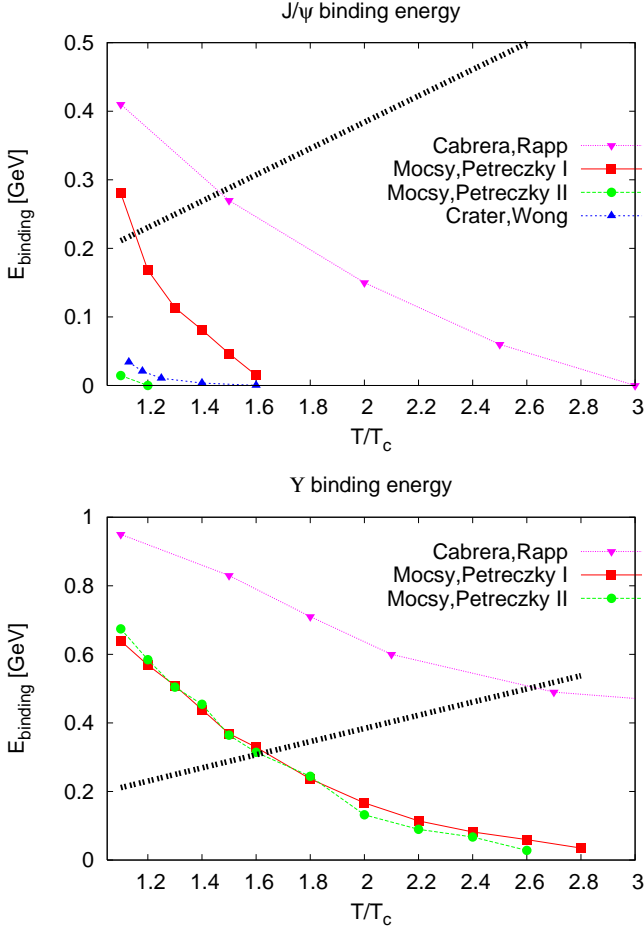 J/ψ binding energy
0.5
0.4
0.3
0.2
0.1
0
E_binding [GeV]
Cabrera,Rapp
Mocsy,Petreczky I
Mocsy,Petreczky II
Crater,Wong
1.2 1.4 1.6 1.8 2 2.2 2.4 2.6 2.8 3
T/T_c
Υ binding energy
1
0.8
0.6
0.4
0.2
0
E_binding [GeV]
Cabrera,Rapp
Mocsy,Petreczky I
Mocsy,Petreczky II
1.2 1.4 1.6 1.8 2 2.2 2.4 2.6 2.8 3
T/T_c